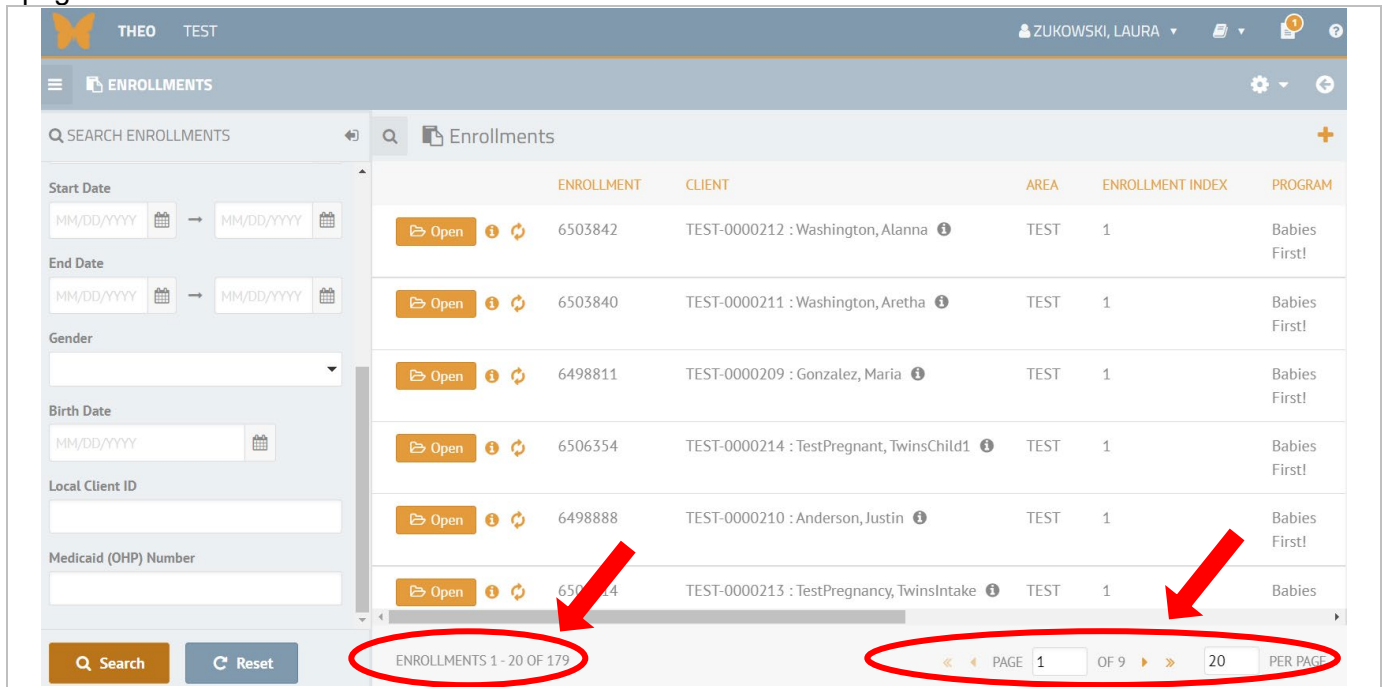 THEO TEST ZUKOWSKI, LAURA 1
ENROLLMENTS
SEARCH ENROLLMENTS
Enrollments
Start Date
MM/DD/YYYY → MM/DD/YYYY
End Date
MM/DD/YYYY → MM/DD/YYYY
Gender
Birth Date
MM/DD/YYYY
Local Client ID
Medicaid (OHP) Number
Search Reset
ENROLLMENT CLIENT AREA ENROLLMENT INDEX PROGRAM
Open 6503842 TEST-0000212 : Washington, Alanna TEST 1 Babies
First!
Open 6503840 TEST-0000211 : Washington, Aretha TEST 1 Babies
First!
Open 6498811 TEST-0000209 : Gonzalez, Maria TEST 1 Babies
First!
Open 6506354 TEST-0000214 : TestPregnant, TwinsChild1 TEST 1 Babies
First!
Open 6498888 TEST-0000210 : Anderson, Justin TEST 1 Babies
First!
Open TEST-0000213 : TestPregnancy, TwinsIntake TEST 1 Babies
ENROLLMENTS 1 - 20 OF 179 « PAGE 1 OF 9 » 20 PER PAGE